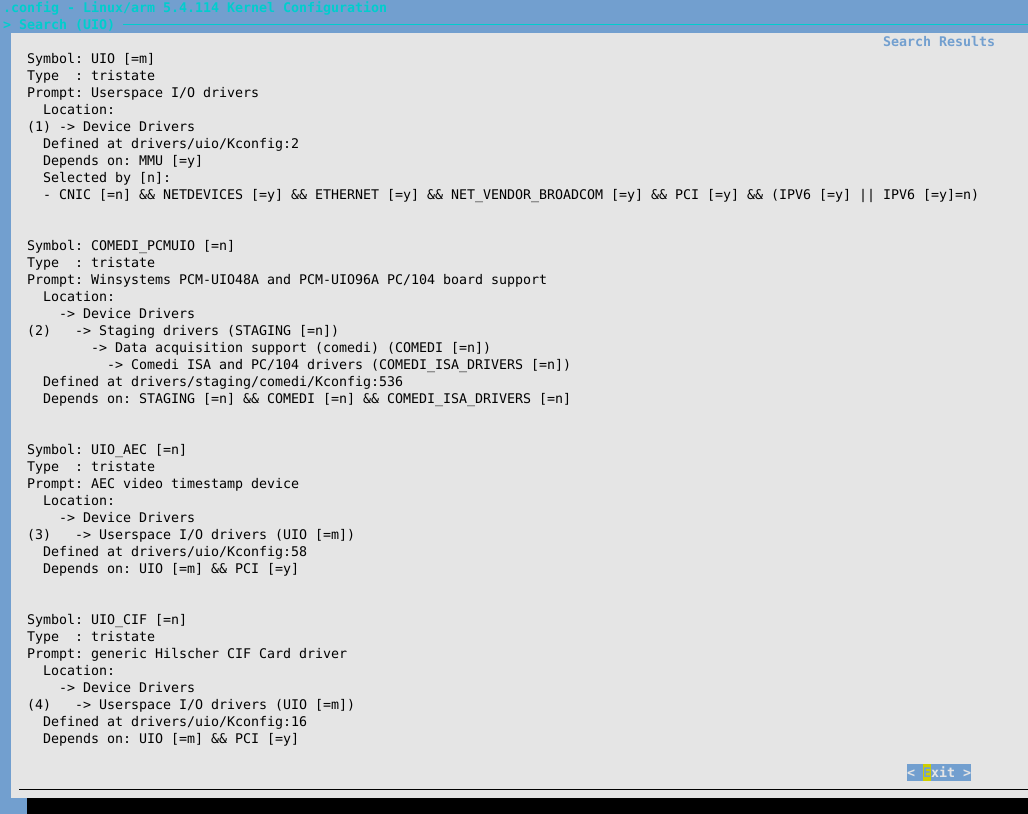 .config - Linux/arm 5.4.114 Kernel Configuration
> Search (UIO)
Search Results
Symbol: UIO [=m]
Type  : tristate
Prompt: Userspace I/O drivers
  Location:
(1) -> Device Drivers
  Defined at drivers/uio/Kconfig:2
  Depends on: MMU [=y]
  Selected by [n]:
  - CNIC [=n] && NETDEVICES [=y] && ETHERNET [=y] && NET_VENDOR_BROADCOM [=y] && PCI [=y] && (IPV6 [=y] || IPV6 [=y]=n)
Symbol: COMEDI_PCMUIO [=n]
Type  : tristate
Prompt: Winsystems PCM-UIO48A and PCM-UIO96A PC/104 board support
  Location:
    -> Device Drivers
(2)   -> Staging drivers (STAGING [=n])
        -> Data acquisition support (comedi) (COMEDI [=n])
          -> Comedi ISA and PC/104 drivers (COMEDI_ISA_DRIVERS [=n])
  Defined at drivers/staging/comedi/Kconfig:536
  Depends on: STAGING [=n] && COMEDI [=n] && COMEDI_ISA_DRIVERS [=n]
Symbol: UIO_AEC [=n]
Type  : tristate
Prompt: AEC video timestamp device
  Location:
    -> Device Drivers
(3)   -> Userspace I/O drivers (UIO [=m])
  Defined at drivers/uio/Kconfig:58
  Depends on: UIO [=m] && PCI [=y]
Symbol: UIO_CIF [=n]
Type  : tristate
Prompt: generic Hilscher CIF Card driver
  Location:
    -> Device Drivers
(4)   -> Userspace I/O drivers (UIO [=m])
  Defined at drivers/uio/Kconfig:16
  Depends on: UIO [=m] && PCI [=y]
< Exit >